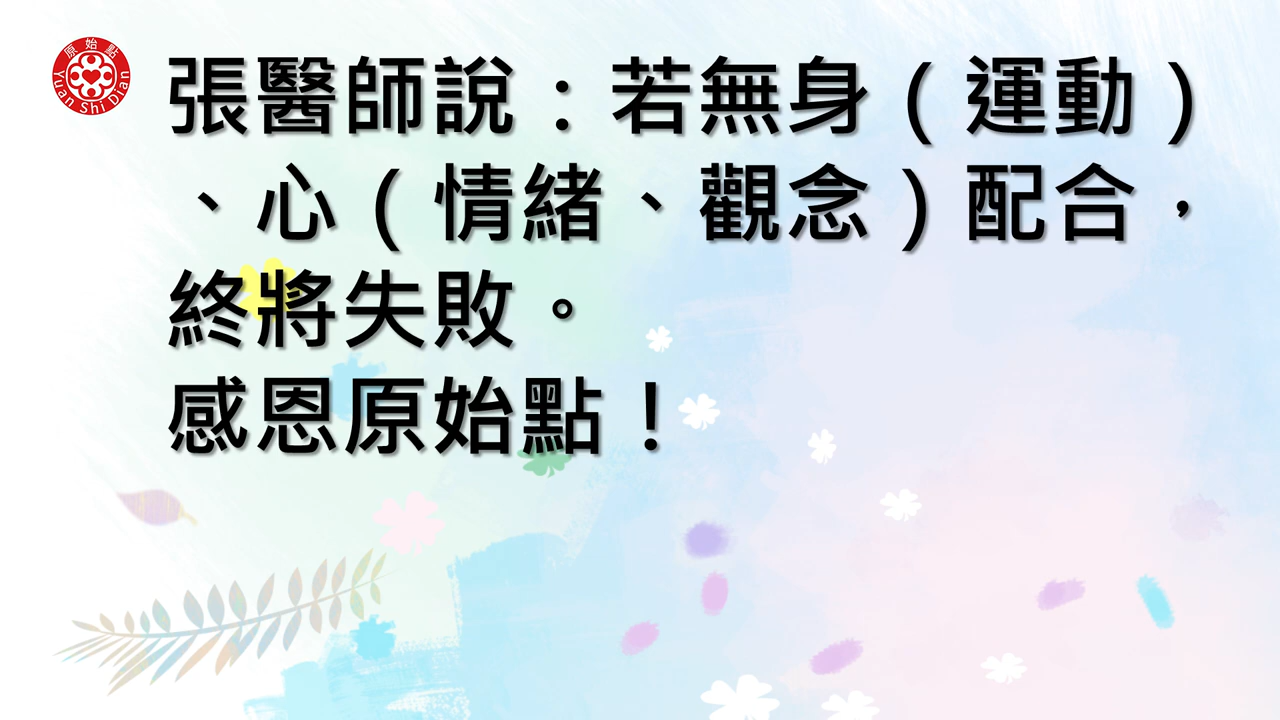 原始點
Yuan Shi Dian
張醫師說：若無身（運動）
、心（情緒、觀念）配合，
終將失敗。
感恩原始點！